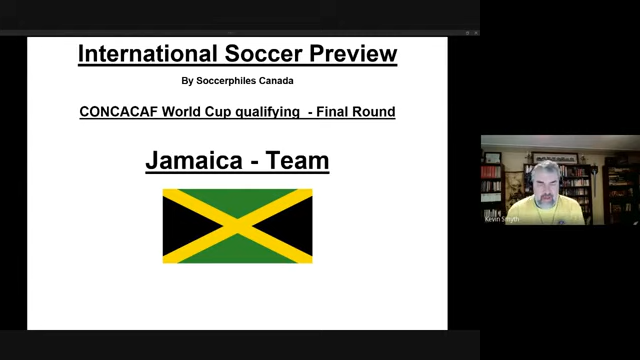 International Soccer Preview
By Soccerphiles Canada
CONCACAF World Cup qualifying - Final Round
Jamaica - Team
Kevin Smyth